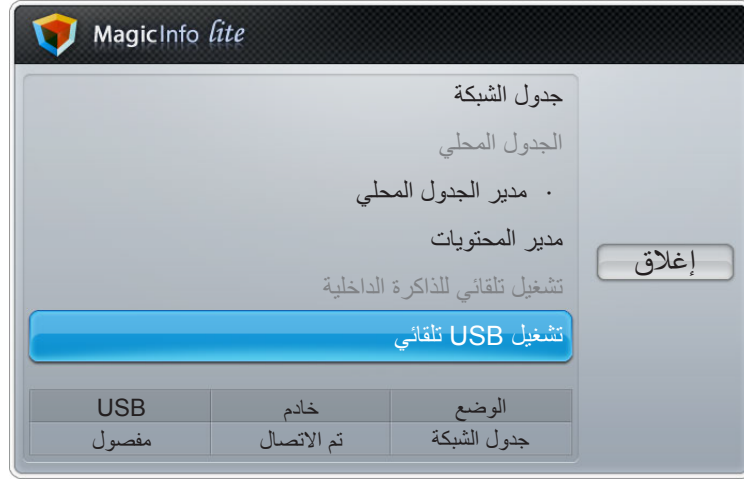 MagicInfo lite
جدول الشبكة
الجدول المحلي
· مدير الجدول المحلي
مدير المحتويات
تشغيل تلقائي للذاكرة الداخلية
تشغيل USB تلقائي
إغلاق
الوضع خادم USB
جدول الشبكة تم الاتصال مفصول